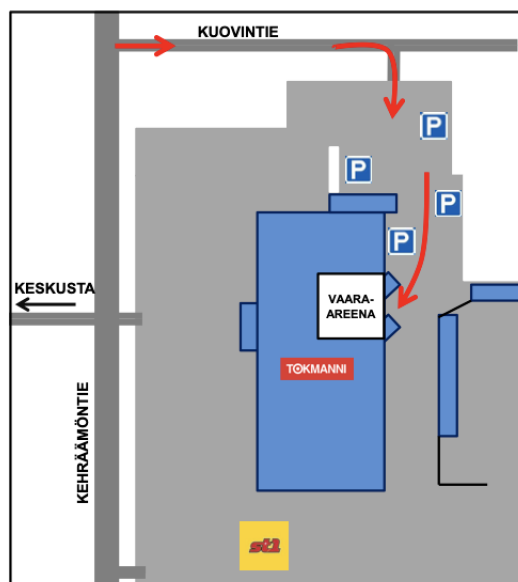 KUOVINTIE
P
P
P
P
KESKUSTA
VAARA-
AREENA
TOKMANNI
KEHRÄÄMÖNTIE
st1